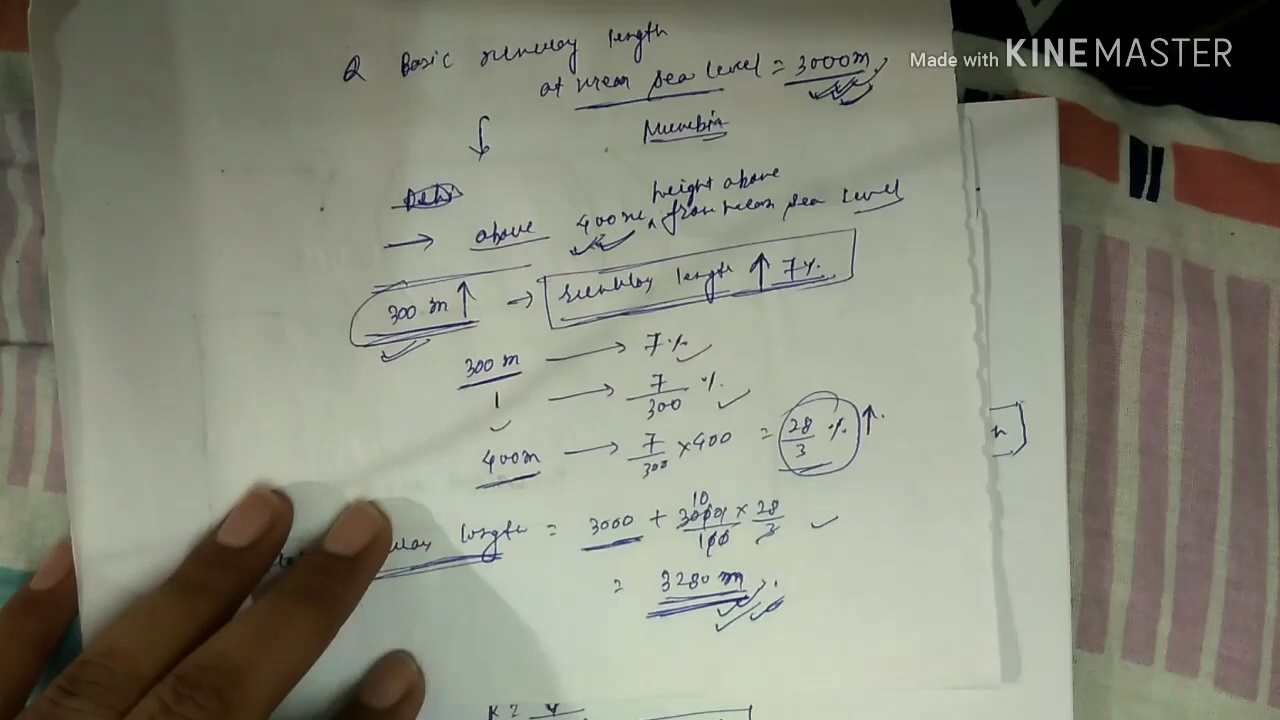 Made with KINEMASTER
Q Basic runway length
at mean sea level = 3000m
Mumbai
height above
→ above 400m ^ from mean sea level
300 m ↑ → runway length ↑ 7%
300 m → 7%
1 → 7/300 %
400m → 7/300 × 400 = 28/3 % ↑
length = 3000 + 3000/100 × 28/3
10
= 3280 m